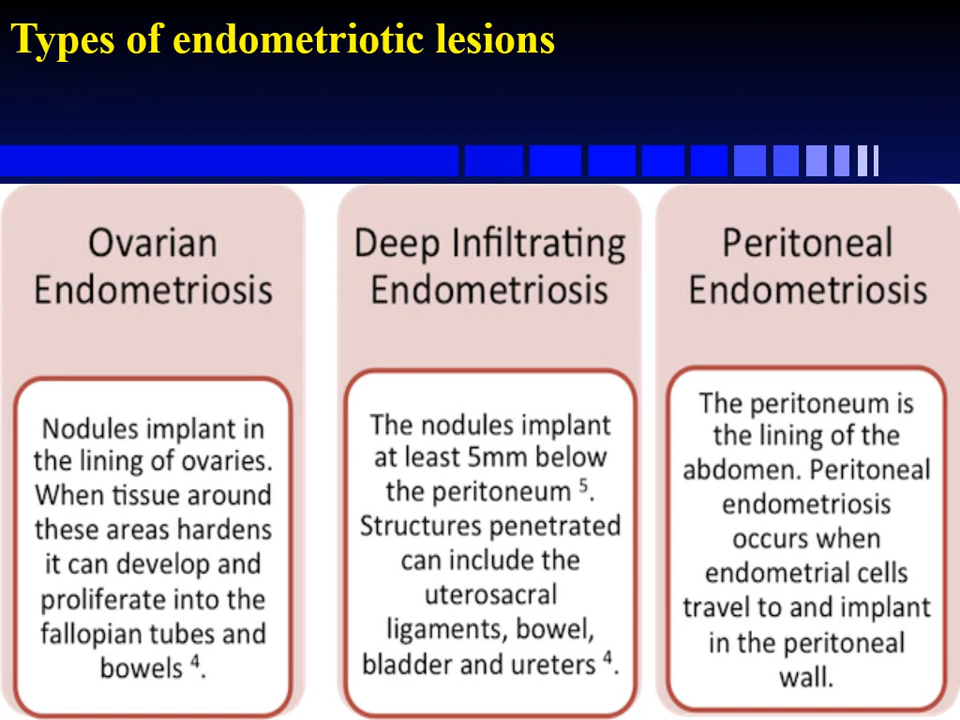 Types of endometriotic lesions
Ovarian
Endometriosis
Nodules implant in
the lining of ovaries.
When tissue around
these areas hardens
it can develop and
proliferate into the
fallopian tubes and
bowels ⁴.
Deep Infiltrating
Endometriosis
The nodules implant
at least 5mm below
the peritoneum ⁵.
Structures penetrated
can include the
uterosacral
ligaments, bowel,
bladder and ureters ⁴.
Peritoneal
Endometriosis
The peritoneum is
the lining of the
abdomen. Peritoneal
endometriosis
occurs when
endometrial cells
travel to and implant
in the peritoneal
wall.